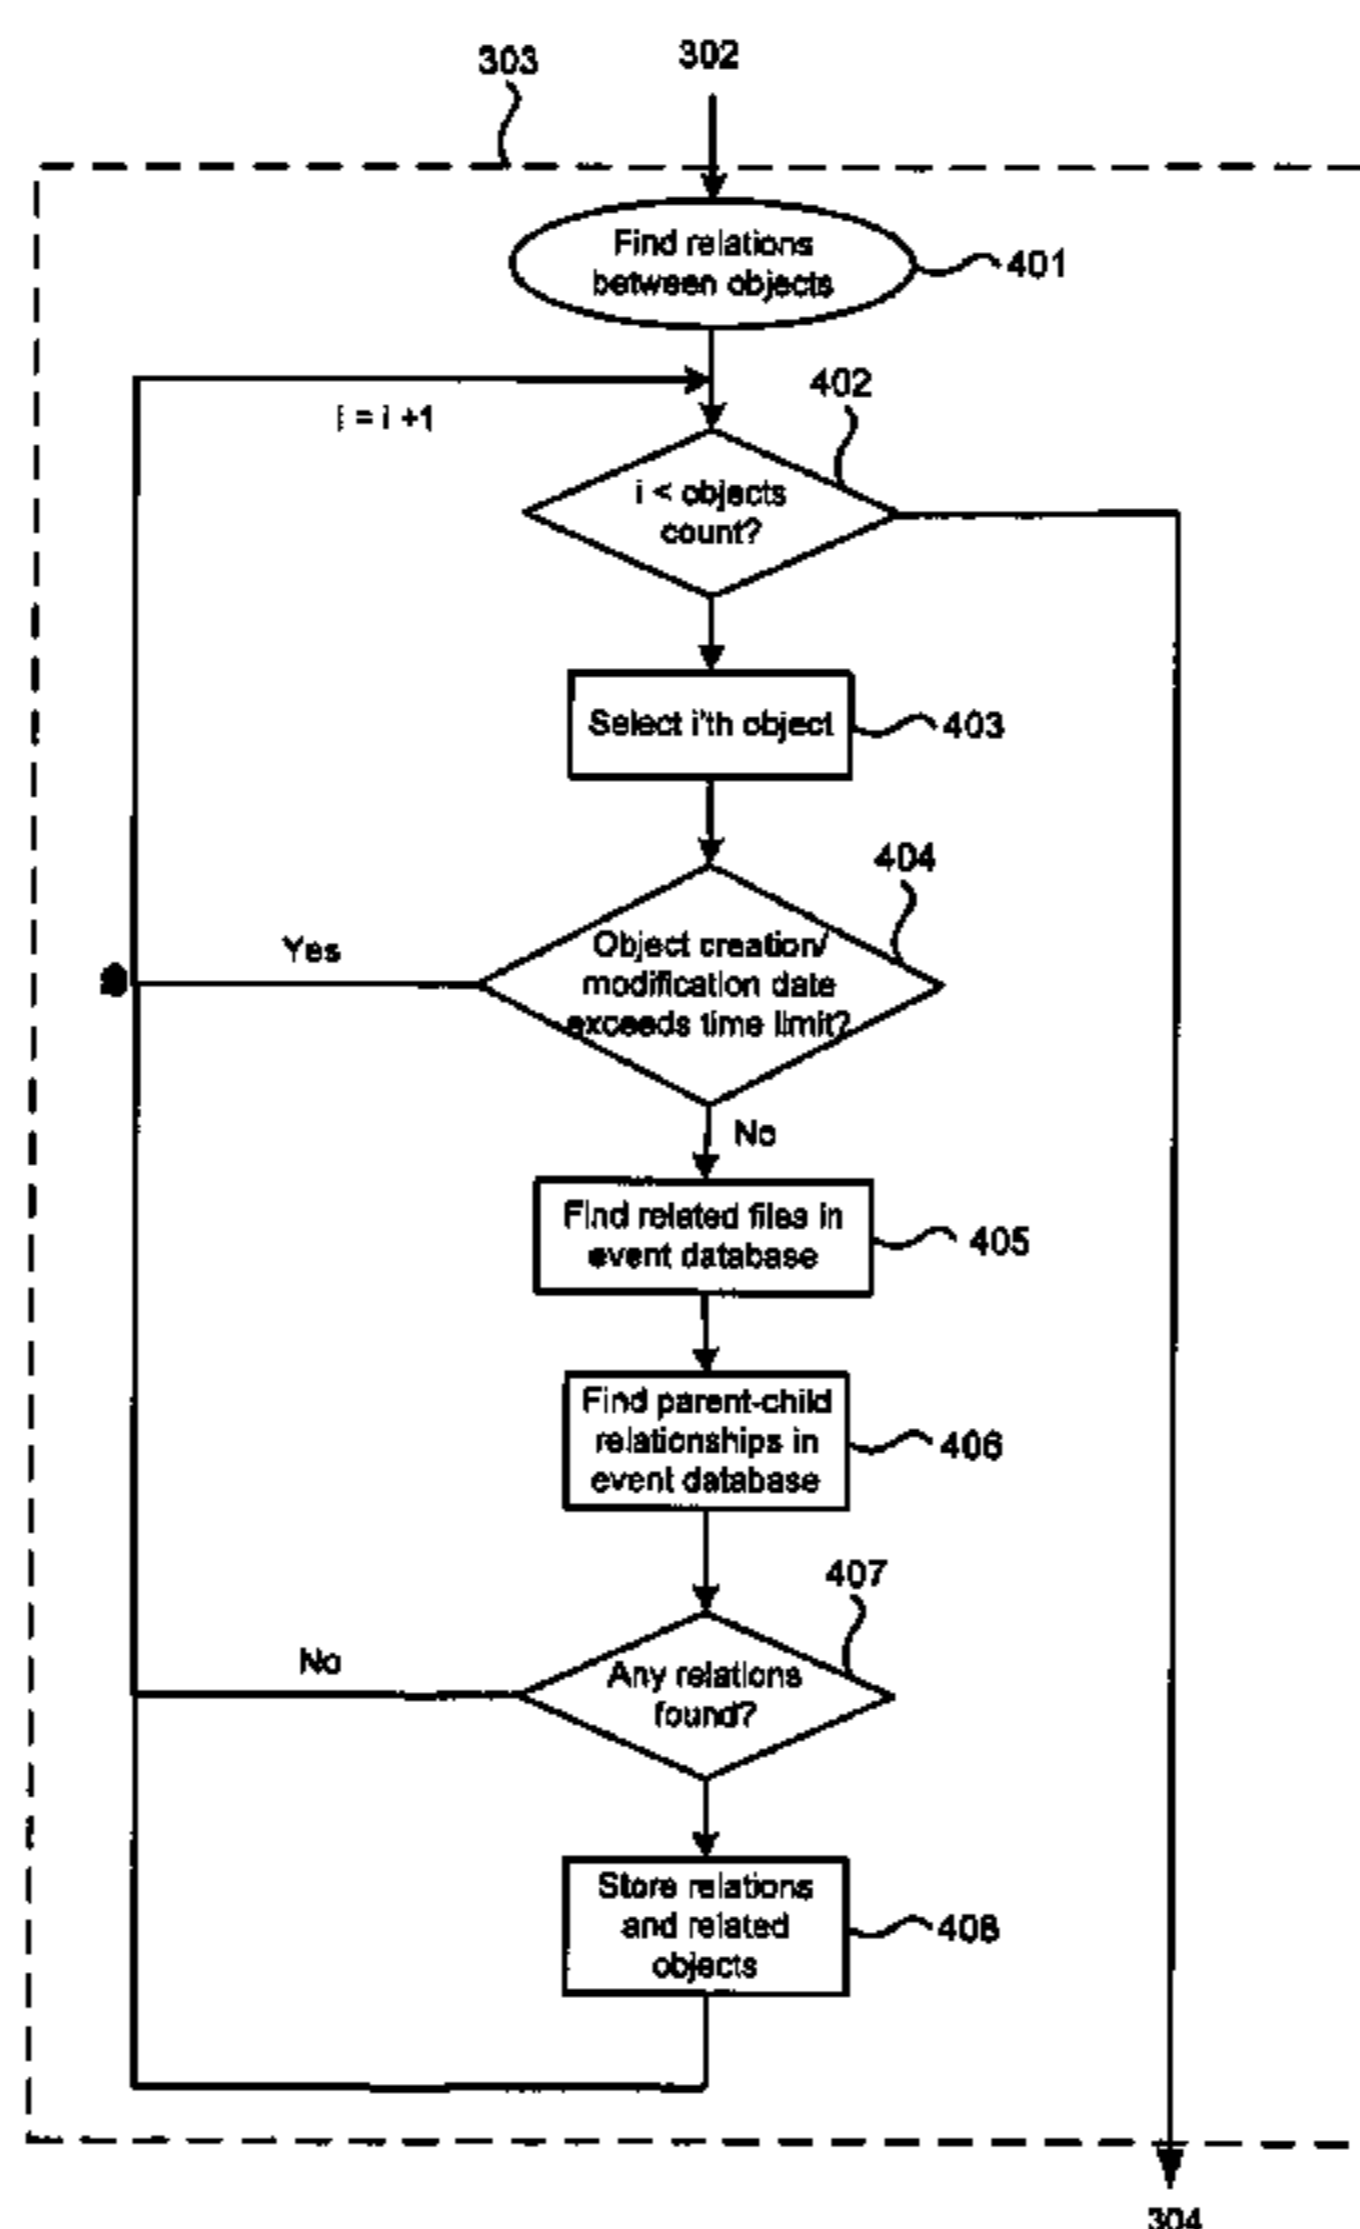 303
302
Find relations
between objects
401
i = i +1
402
i < objects
count?
Select i'th object
403
404
Yes
Object creation/
modification date
exceeds time limit?
No
Find related files in
event database
405
Find parent-child
relationships in
event database
406
407
No
Any relations
found?
Store relations
and related
objects
408
304